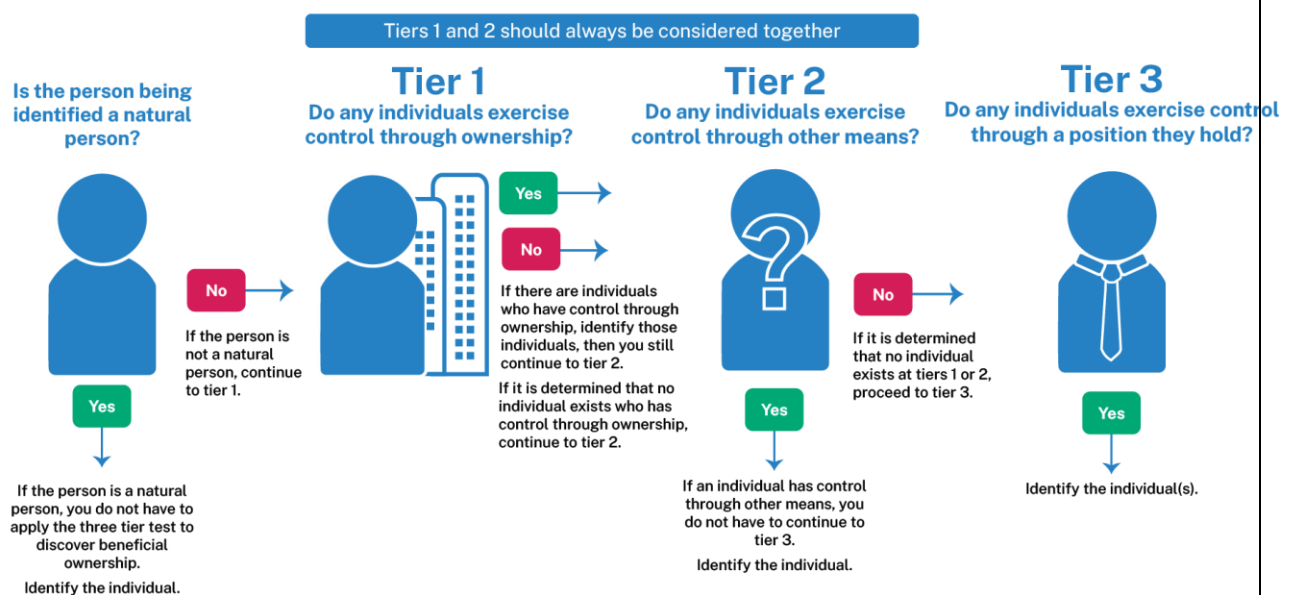 Tiers 1 and 2 should always be considered together
Is the person being
identified a natural
person?
Yes
If the person is a natural
person, you do not have to
apply the three tier test to
discover beneficial
ownership.
Identify the individual.
No
If the person is
not a natural
person, continue
to tier 1.
Tier 1
Do any individuals exercise
control through ownership?
Yes
No
If there are individuals
who have control through
ownership, identify those
individuals, then you still
continue to tier 2.
If it is determined that no
individual exists who has
control through ownership,
continue to tier 2.
Tier 2
Do any individuals exercise
control through other means?
?
Yes
If an individual has control
through other means, you
do not have to continue to
tier 3.
Identify the individual.
No
If it is determined
that no individual
exists at tiers 1 or 2,
proceed to tier 3.
Tier 3
Do any individuals exercise control
through a position they hold?
Yes
Identify the individual(s).